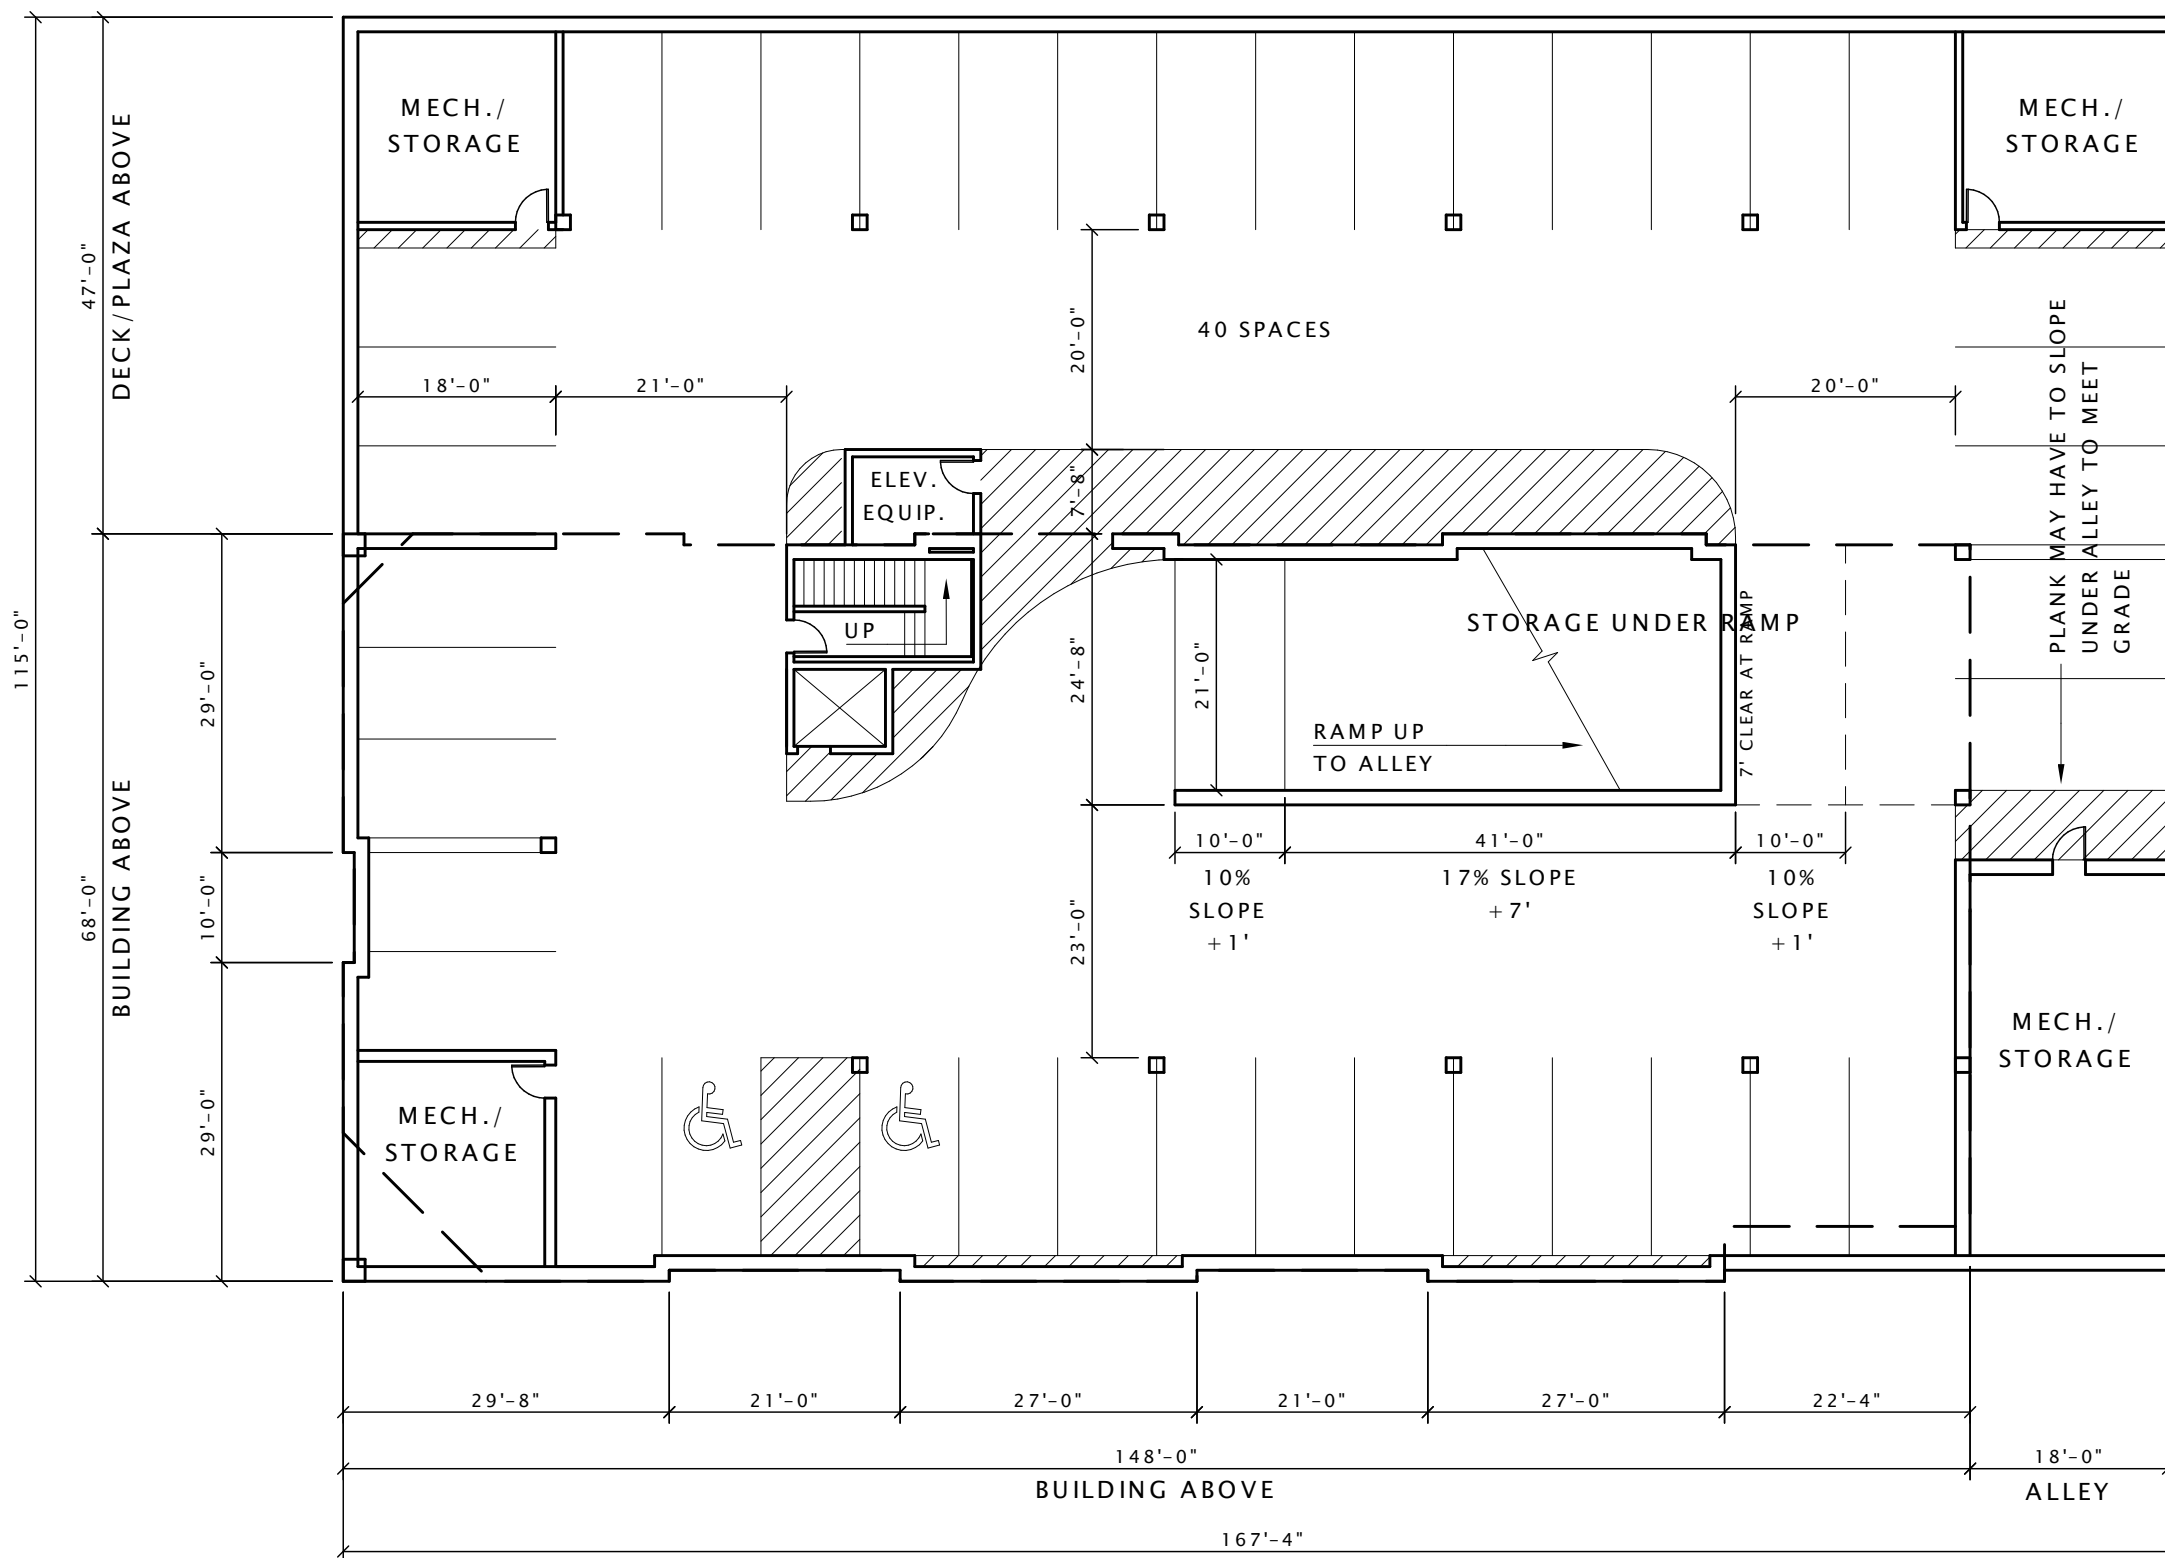 MECH./
STORAGE
MECH./
STORAGE
DECK/PLAZA ABOVE
47'-0"
115'-0"
40 SPACES
20'-0"
18'-0"
21'-0"
20'-0"
7'-8"
ELEV.
EQUIP.
PLANK MAY HAVE TO SLOPE
UNDER ALLEY TO MEET
GRADE
29'-0"
UP
24'-8"
21'-0"
STORAGE UNDER RAMP
7' CLEAR AT RAMP
RAMP UP
TO ALLEY
10'-0"
41'-0"
10'-0"
10%
SLOPE
+1'
17% SLOPE
+7'
10%
SLOPE
+1'
68'-0"
BUILDING ABOVE
10'-0"
23'-0"
29'-0"
MECH./
STORAGE
MECH./
STORAGE
29'-8"
21'-0"
27'-0"
21'-0"
27'-0"
22'-4"
148'-0"
18'-0"
BUILDING ABOVE
ALLEY
167'-4"